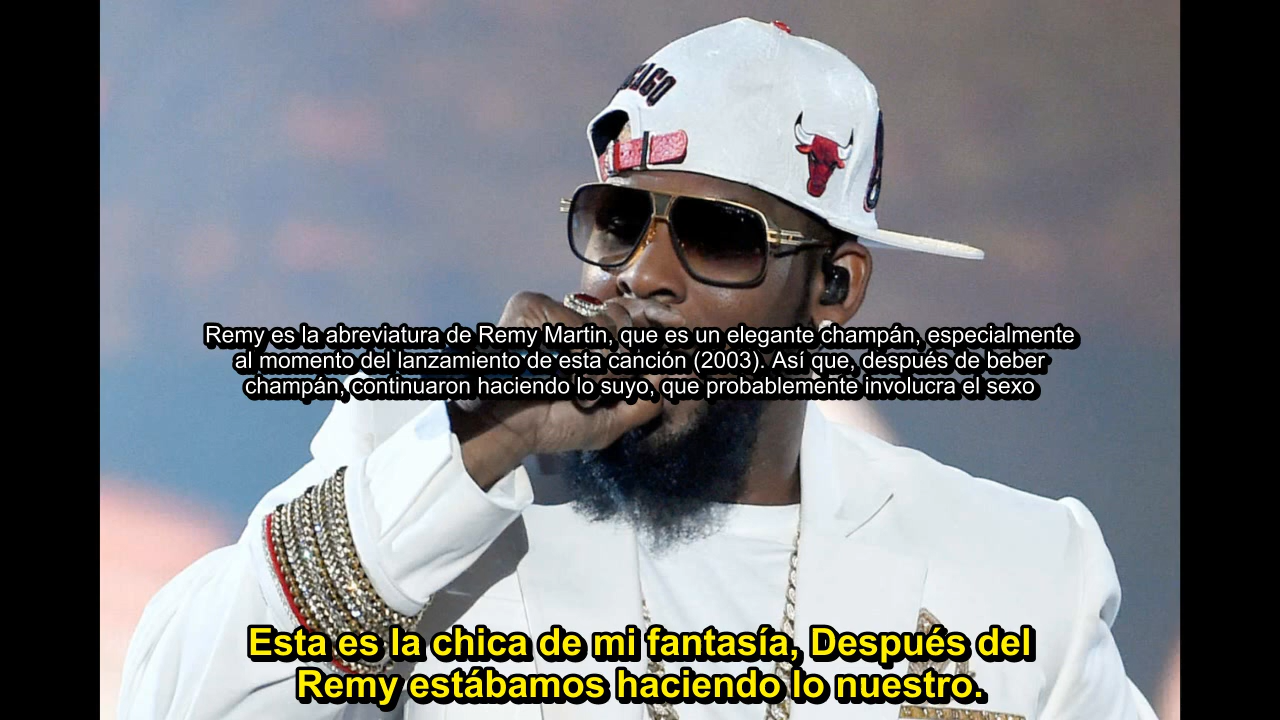 Remy es la abreviatura de Remy Martin, que es un elegante champán, especialmente
al momento del lanzamiento de esta canción (2003). Así que, después de beber
champán, continuaron haciendo lo suyo, que probablemente involucra el sexo
Esta es la chica de mi fantasía, Después del
Remy estábamos haciendo lo nuestro.